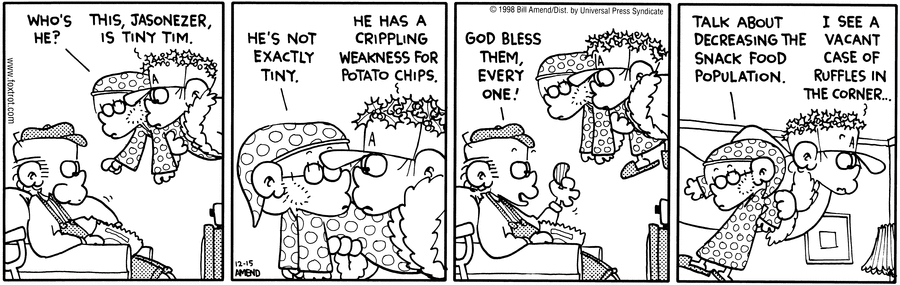 WHO'S
HE?
THIS, JASONEZER,
IS TINY TIM.
www.foxtrot.com
HE'S NOT
EXACTLY
TINY.
HE HAS A
CRIPPLING
WEAKNESS FOR
POTATO CHIPS.
A
A
12-15
AMEND
© 1998 Bill Amend/Dist. by Universal Press Syndicate
GOD BLESS
THEM,
EVERY
ONE!
A
TALK ABOUT
DECREASING THE
SNACK FOOD
POPULATION.
I SEE A
VACANT
CASE OF
RUFFLES IN
THE CORNER...
A